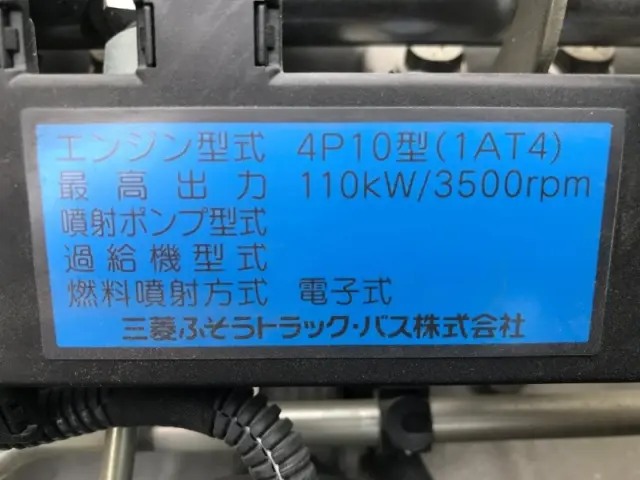 エンジン型式 4P10型(1AT4)
最高出力 110kW/3500rpm
噴射ポンプ型式
過給機型式
燃料噴射方式 電子式
三菱ふそうトラック・バス株式会社